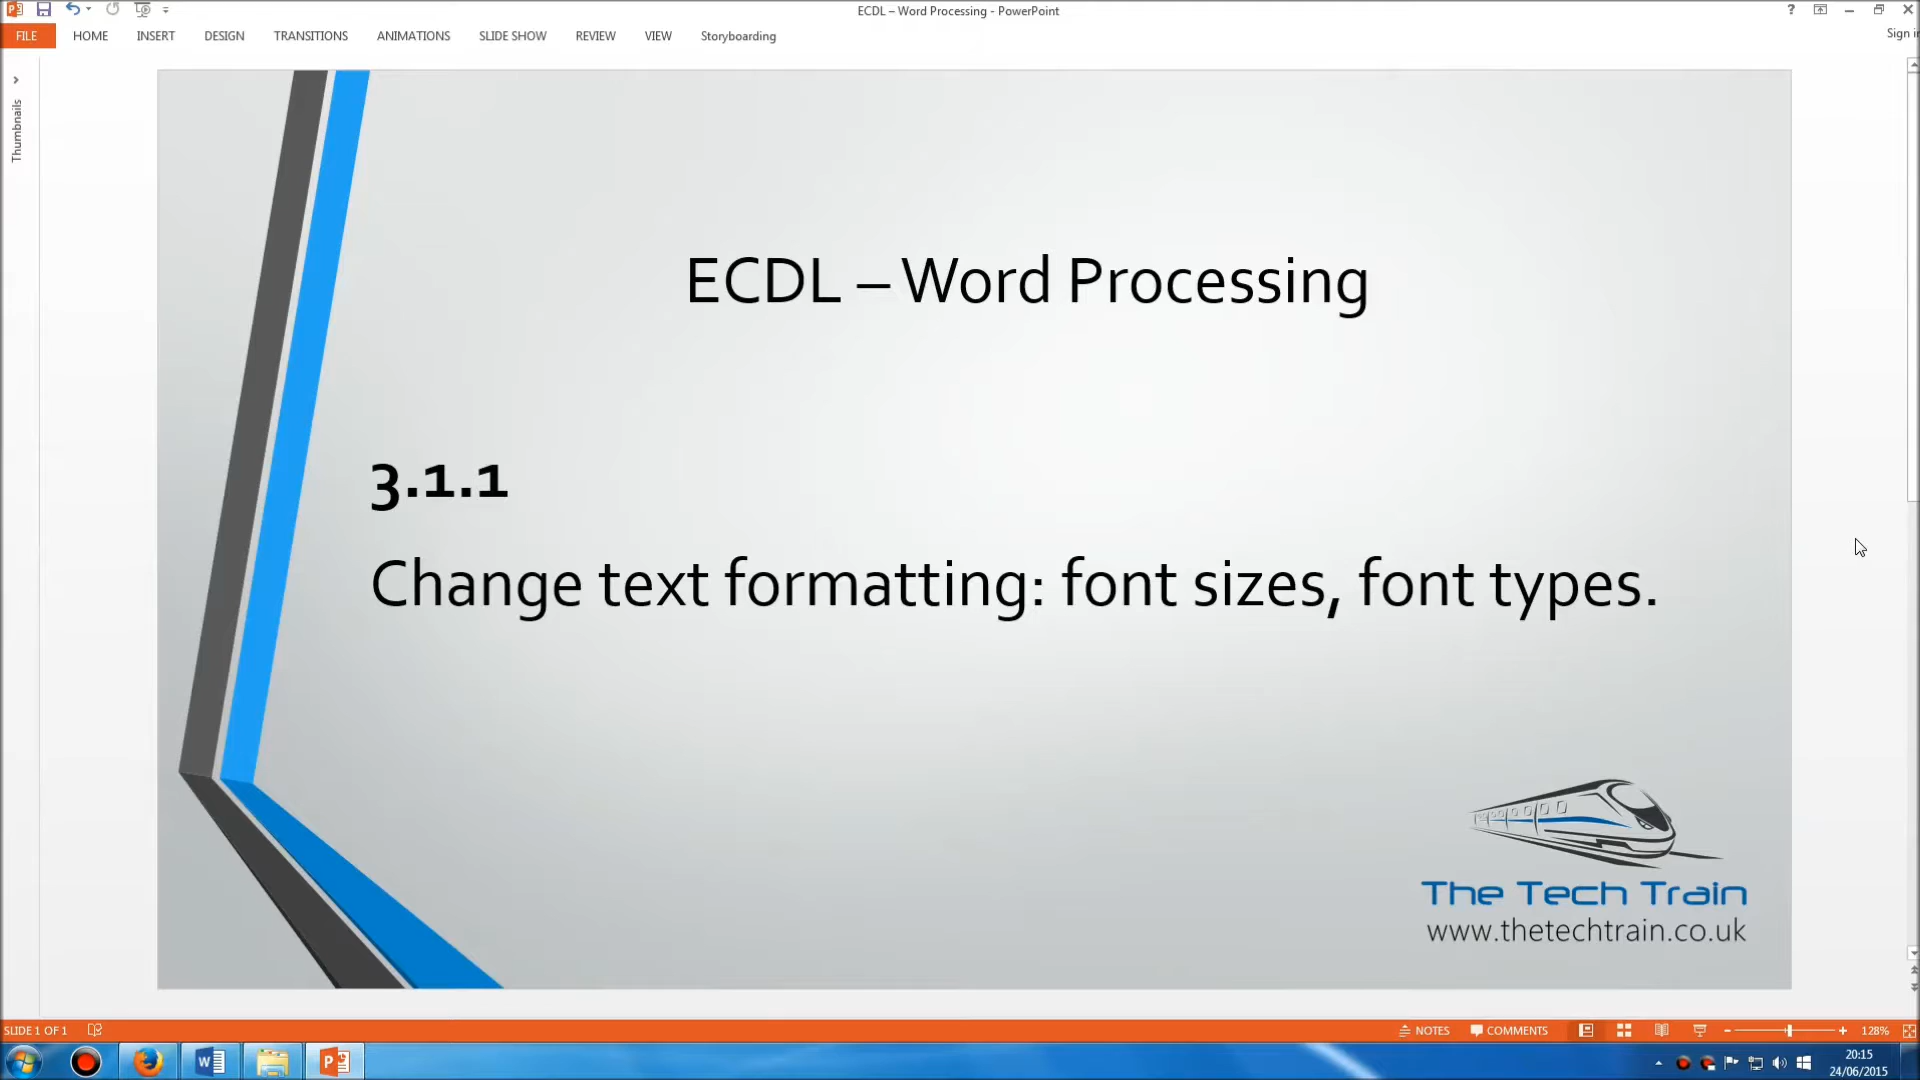 ECDL – Word Processing - PowerPoint
?
Sign i
FILE HOME INSERT DESIGN TRANSITIONS ANIMATIONS SLIDE SHOW REVIEW VIEW Storyboarding
Thumbnails
ECDL – Word Processing
3.1.1
Change text formatting: font sizes, font types.
The Tech Train
www.thetechtrain.co.uk
SLIDE 1 OF 1 NOTES COMMENTS 128%
20:15
24/06/2015